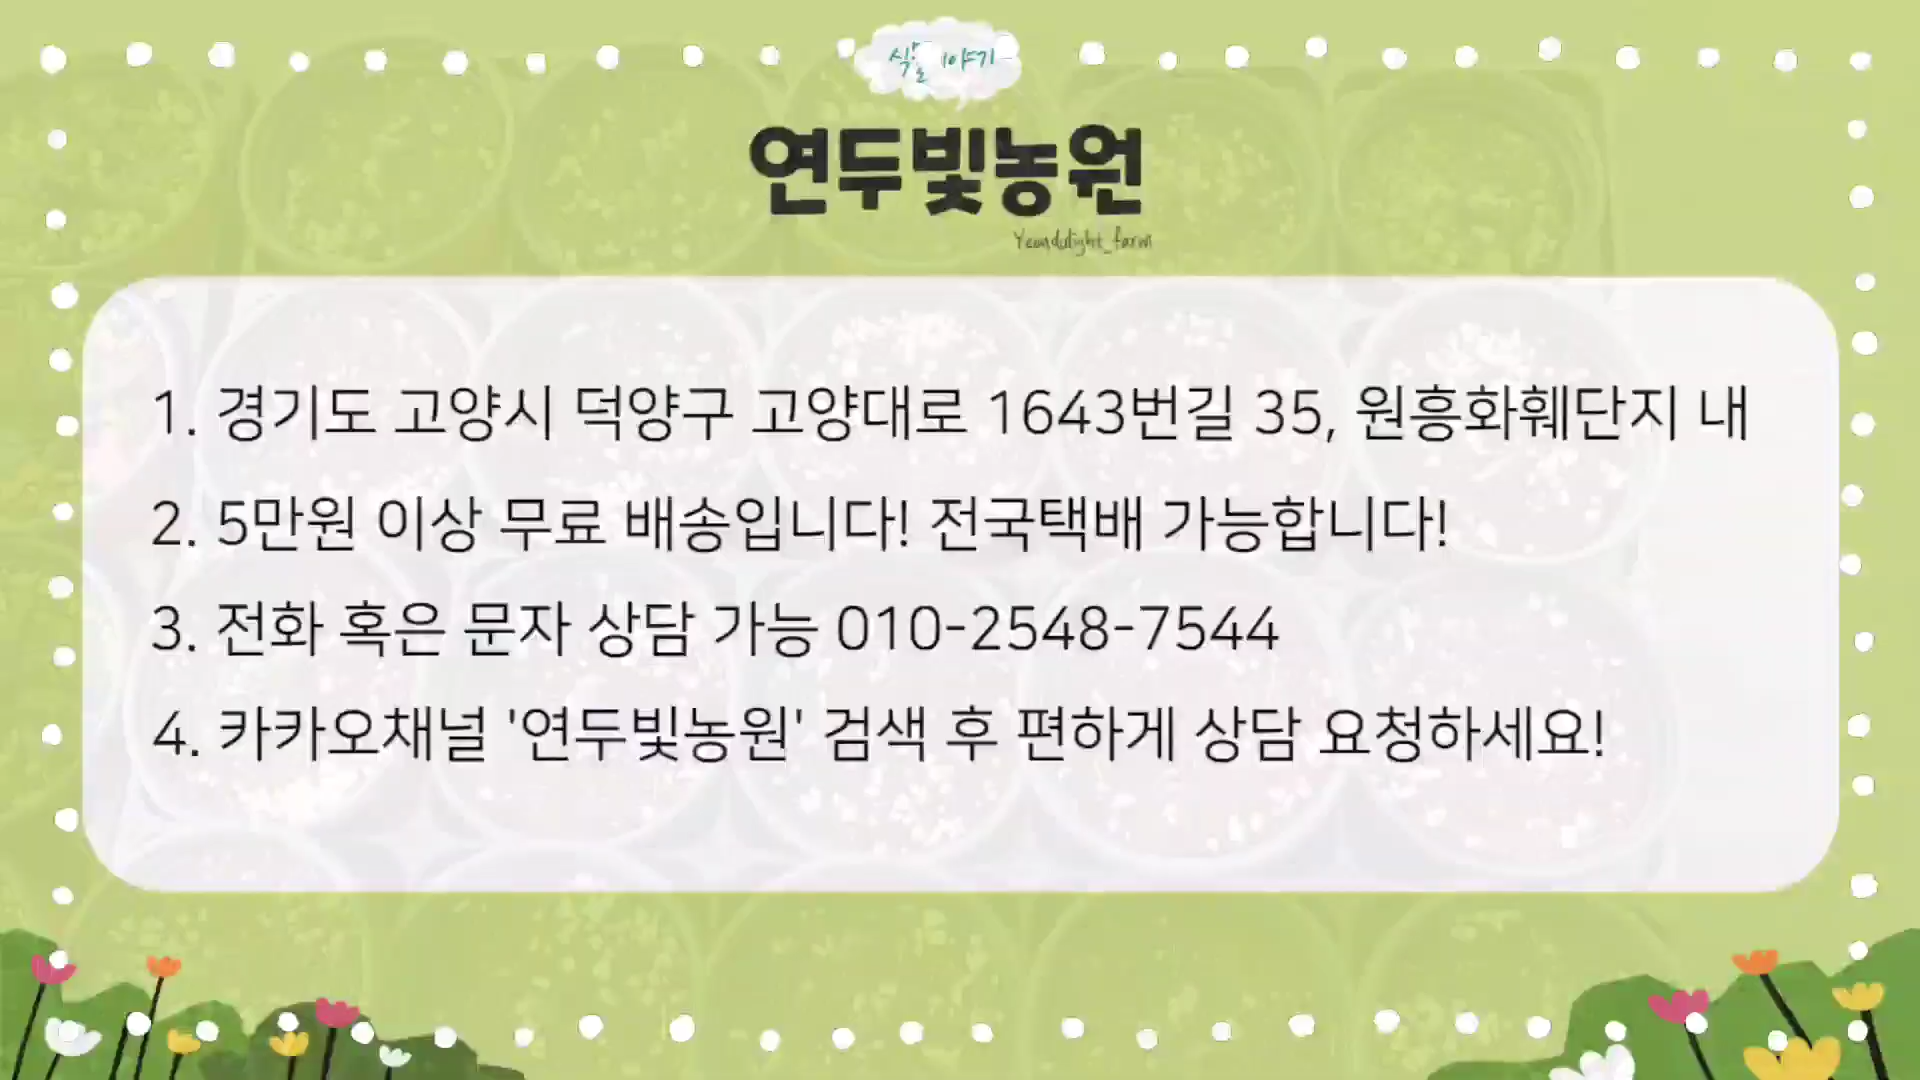 식물 이야기
연두빛농원
Yeondulight_farm
1. 경기도 고양시 덕양구 고양대로 1643번길 35, 원흥화훼단지 내
2. 5만원 이상 무료 배송입니다! 전국택배 가능합니다!
3. 전화 혹은 문자 상담 가능 010-2548-7544
4. 카카오채널 '연두빛농원' 검색 후 편하게 상담 요청하세요!